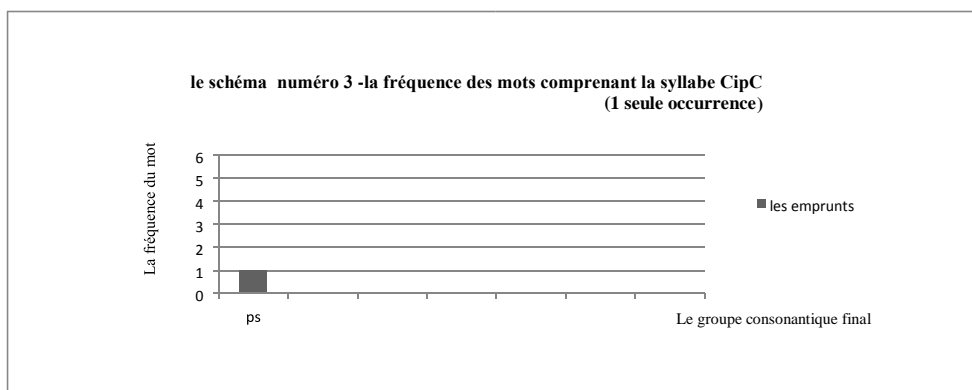 le schéma numéro 3 -la fréquence des mots comprenant la syllabe CipC
(1 seule occurrence)
La fréquence du mot
6
5
4
3
2
1
0
ps
les emprunts
Le groupe consonantique final